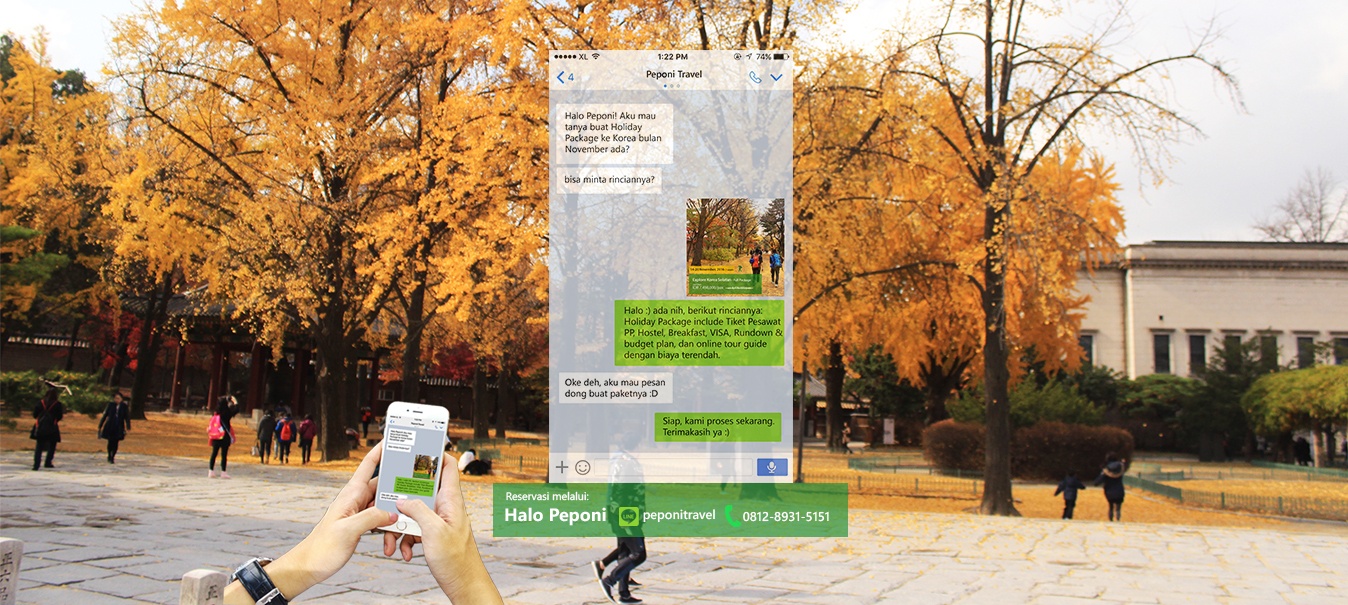 XL 1:22 PM 74%
4 Peponi Travel
Halo Peponi! Aku mau
tanya buat Holiday
Package ke Korea bulan
November ada?
bisa minta rinciannya?
Halo :) ada nih, berikut rinciannya:
Holiday Package include Tiket Pesawat
PP, Hostel, Breakfast, VISA, Rundown &
budget plan, dan online tour guide
dengan biaya terendah.
Oke deh, aku mau pesan
dong buat paketnya :D
Siap, kami proses sekarang.
Terimakasih ya :)
Reservasi melalui:
Halo Peponi LINE peponitravel 0812-8931-5151